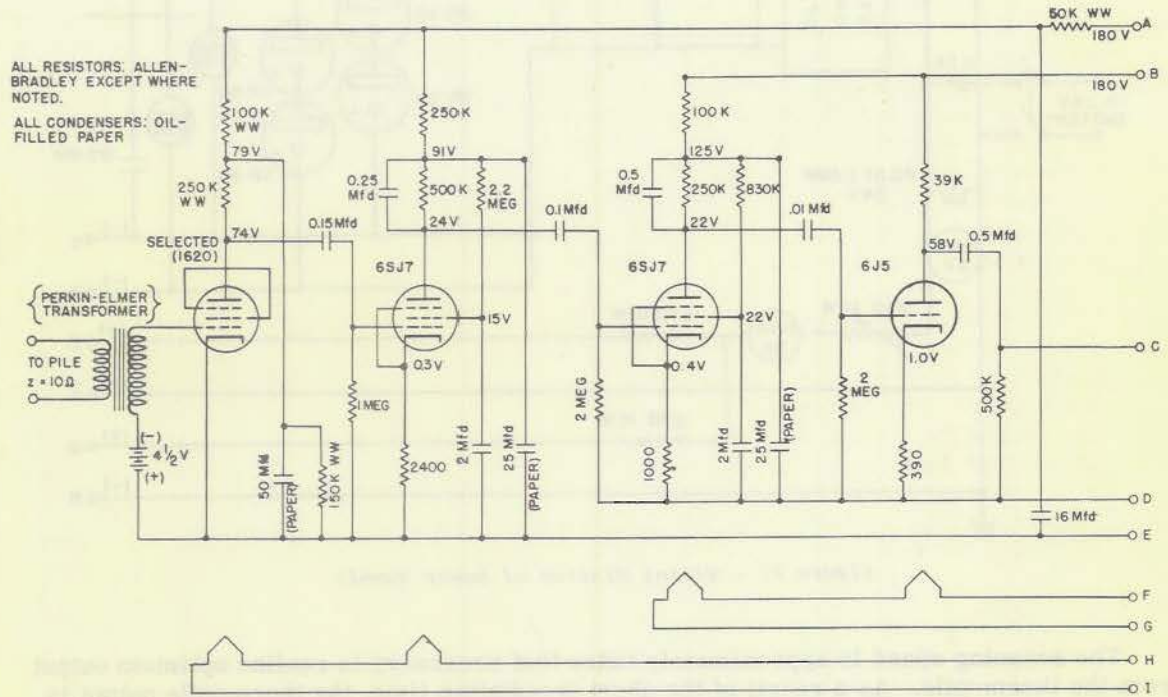 50K WW
A
180 V
B
180 V
ALL RESISTORS: ALLEN-
BRADLEY EXCEPT WHERE
NOTED.
ALL CONDENSERS: OIL-
FILLED PAPER
100K
WW
79V
250K
WW
74V
SELECTED
(1620)
{PERKIN-ELMER
TRANSFORMER}
TO PILE
z = 10Ω
(-)
4 1/2 V
(+)
50 Mfd
(PAPER)
150K WW
0.15 Mfd
1 MEG
250K
91V
0.25
Mfd
500K
2.2
MEG
24V
6SJ7
15V
0.3V
2400
2 Mfd
25 Mfd
(PAPER)
0.1 Mfd
2 MEG
100K
125V
0.5
Mfd
250K
830K
22V
6SJ7
22V
0.4V
1000
2 Mfd
25 Mfd
(PAPER)
.01 Mfd
2
MEG
39K
58V
0.5 Mfd
6J5
1.0V
390
500K
C
D
16 Mfd
E
F
G
H
I